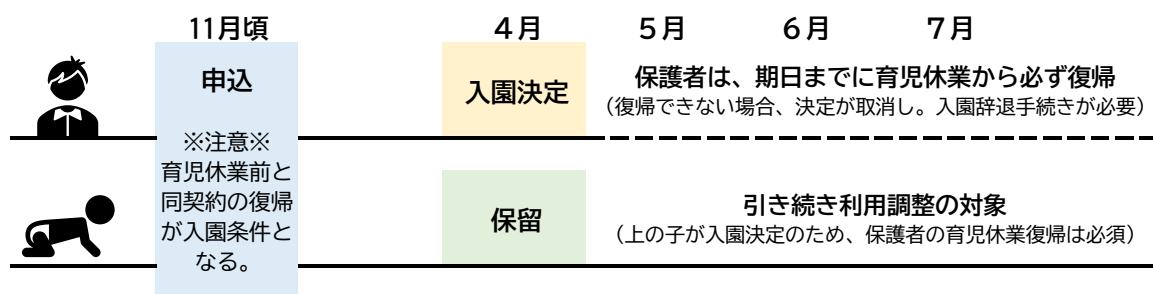 11月頃
４月
５月
６月
７月
申込
※注意※
育児休業前と
同契約の復帰
が入園条件と
なる。
入園決定
保護者は、期日までに育児休業から必ず復帰
（復帰できない場合、決定が取消し。入園辞退手続きが必要）
保留
引き続き利用調整の対象
（上の子が入園決定のため、保護者の育児休業復帰は必須）